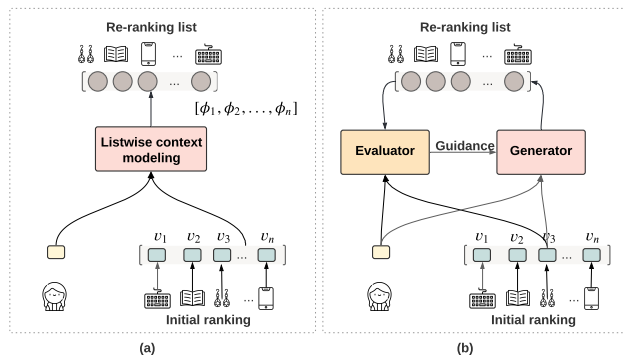 Re-ranking list
[ ... ]
[ϕ₁, ϕ₂, . . . , ϕₙ]
Listwise context
modeling
v₁ v₂ v₃ vₙ
[ ... ]
...
Initial ranking
(a)
Re-ranking list
...
[ ... ]
Evaluator
Guidance
Generator
v₁ v₂ v₃ vₙ
[ ... ]
...
Initial ranking
(b)